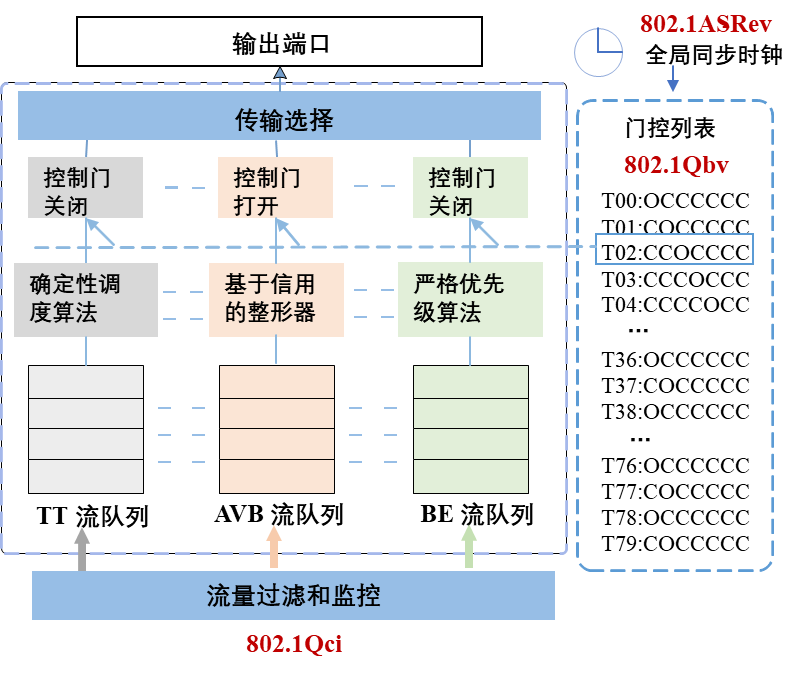 输出端口
传输选择
控制门
关闭
控制门
打开
控制门
关闭
确定性调
度算法
基于信用
的整形器
严格优先
级算法
TT 流队列
AVB 流队列
BE 流队列
流量过滤和监控
802.1Qci
802.1ASRev
全局同步时钟
门控列表
802.1Qbv
T00:OCCCCCC
T01:COCCCCC
T02:CCOCCCC
T03:CCCOCCC
T04:CCCCOCC
...
T36:OCCCCCC
T37:COCCCCC
T38:OCCCCCC
...
T76:OCCCCCC
T77:COCCCCC
T78:OCCCCCC
T79:COCCCCC